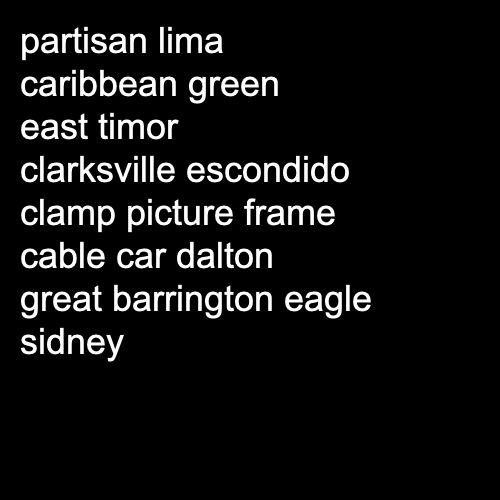 partisan lima
caribbean green
east timor
clarksville escondido
clamp picture frame
cable car dalton
great barrington eagle
sidney